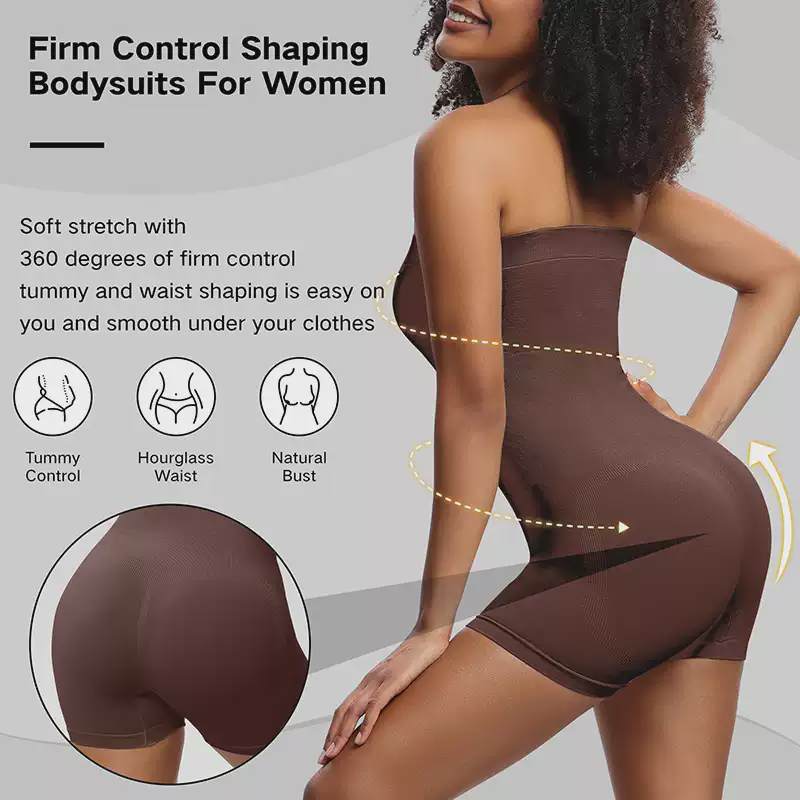 Firm Control Shaping
Bodysuits For Women
Soft stretch with
360 degrees of firm control
tummy and waist shaping is easy on
you and smooth under your clothes
Tummy
Control
Hourglass
Waist
Natural
Bust